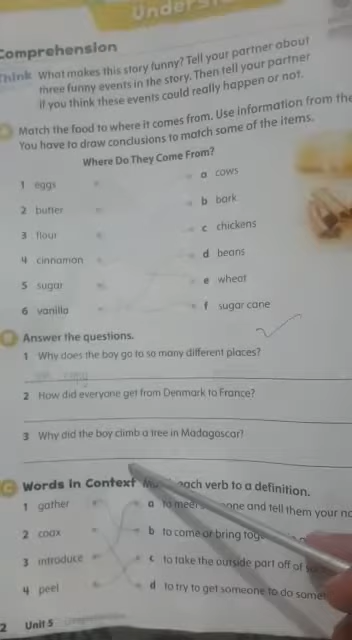 Comprehension
Think What makes this story funny? Tell your partner about
three funny events in the story. Then tell your partner
if you think these events could really happen or not.
Match the food to where it comes from. Use information from the
You have to draw conclusions to match some of the items.
Where Do They Come From?
1 eggs a cows
2 butter b bark
3 flour c chickens
4 cinnamon d beans
5 sugar e wheat
6 vanilla f sugar cane
B Answer the questions.
1 Why does the boy go to so many different places?
2 How did everyone get from Denmark to France?
3 Why did the boy climb a tree in Madagascar?
C Words in Context each verb to a definition.
1 gather a to meet and tell them your
2 coax b to come or bring
3 introduce c to take the outside part off of
4 peel d to try to get someone to do
2 Unit 5